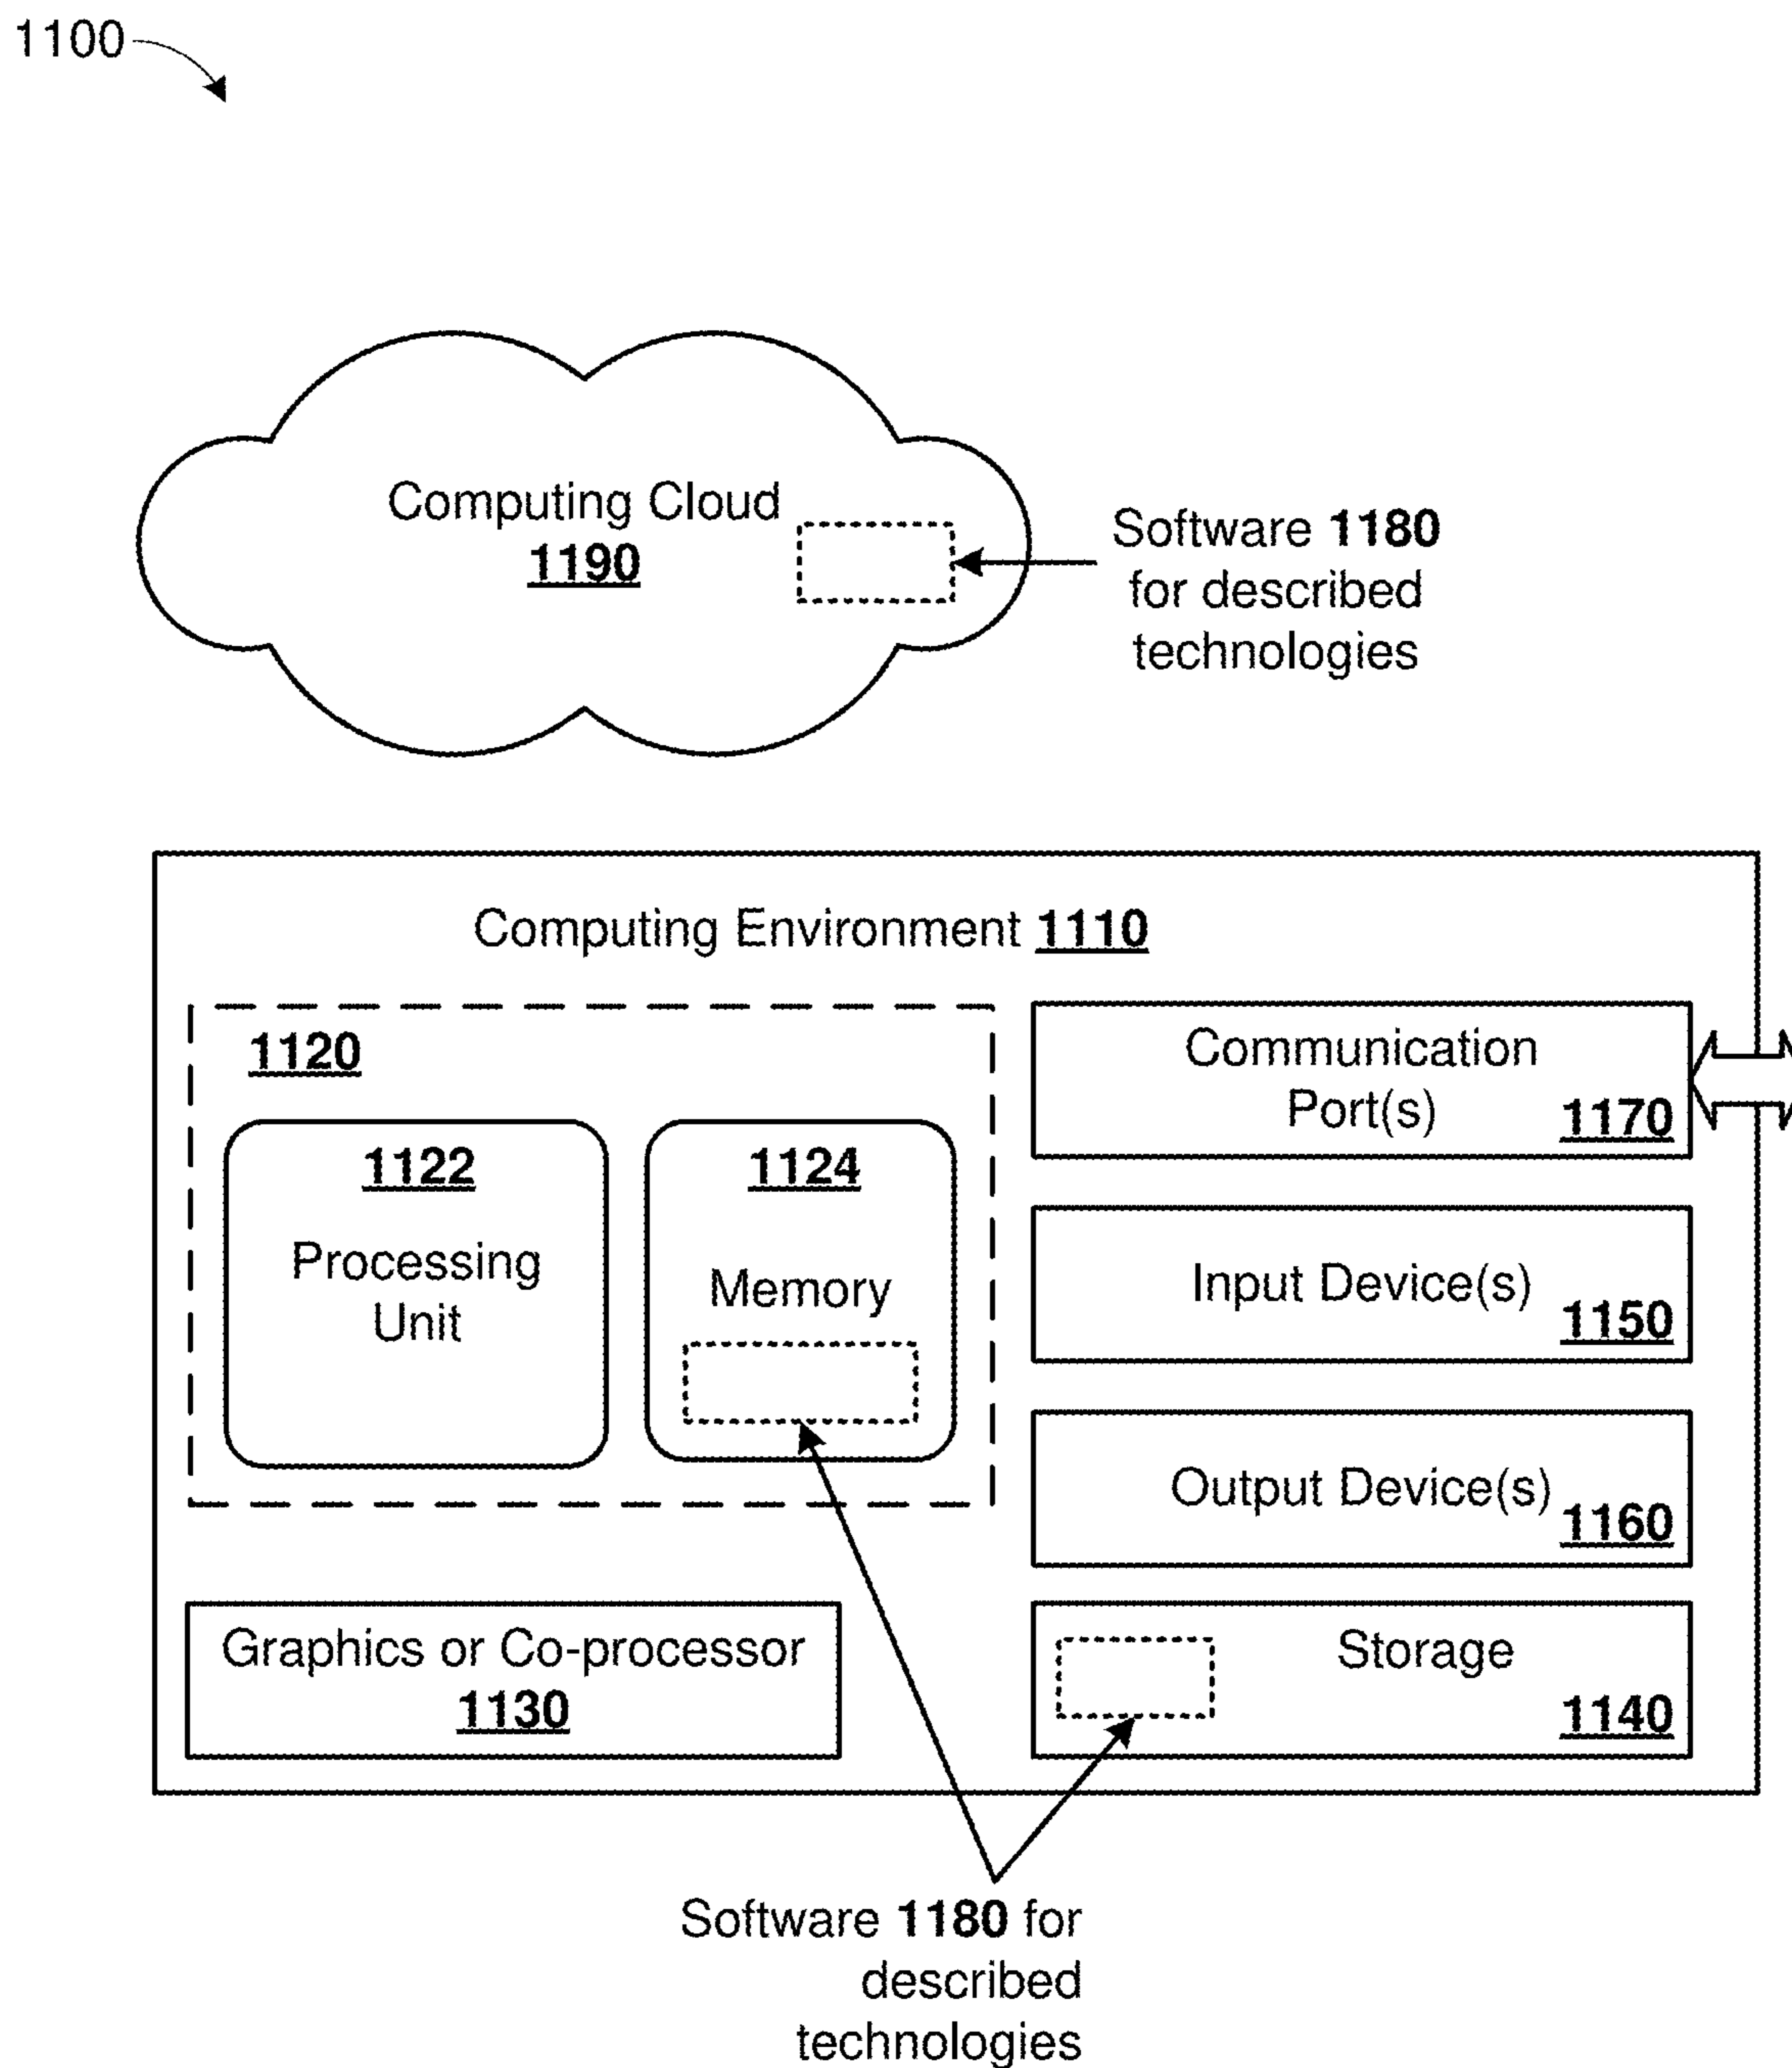 1100
Computing Cloud
1190
Software 1180
for described
technologies
Computing Environment 1110
1120
1122
Processing
Unit
1124
Memory
Communication
Port(s)
1170
Input Device(s)
1150
Output Device(s)
1160
Graphics or Co-processor
1130
Storage
1140
Software 1180 for
described
technologies